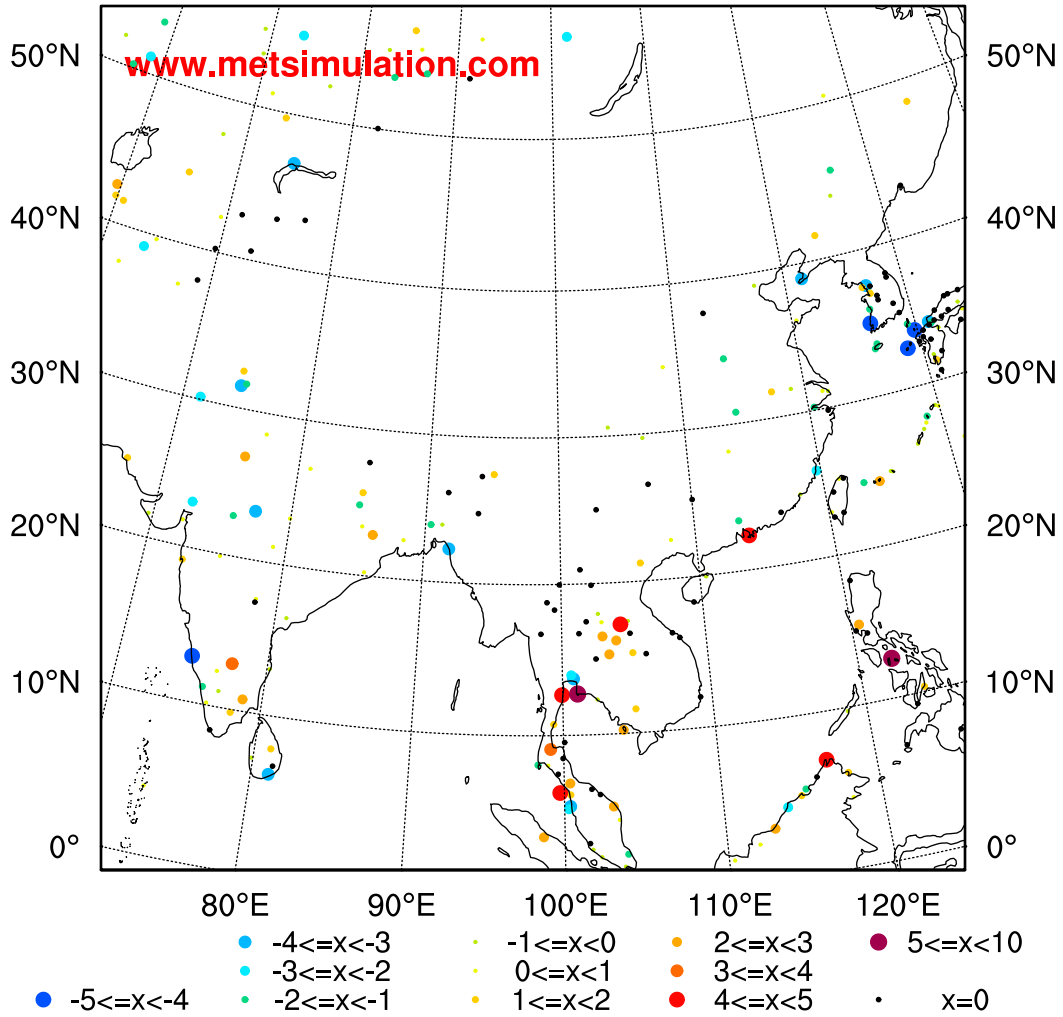 50°N 50°N
www.metsimulation.com
40°N 40°N
30°N 30°N
20°N 20°N
10°N 10°N
0° 0°
80°E 90°E 100°E 110°E 120°E
-4<=x<-3 -1<=x<0 2<=x<3 5<=x<10
-3<=x<-2 0<=x<1 3<=x<4
-5<=x<-4 -2<=x<-1 1<=x<2 4<=x<5 x=0